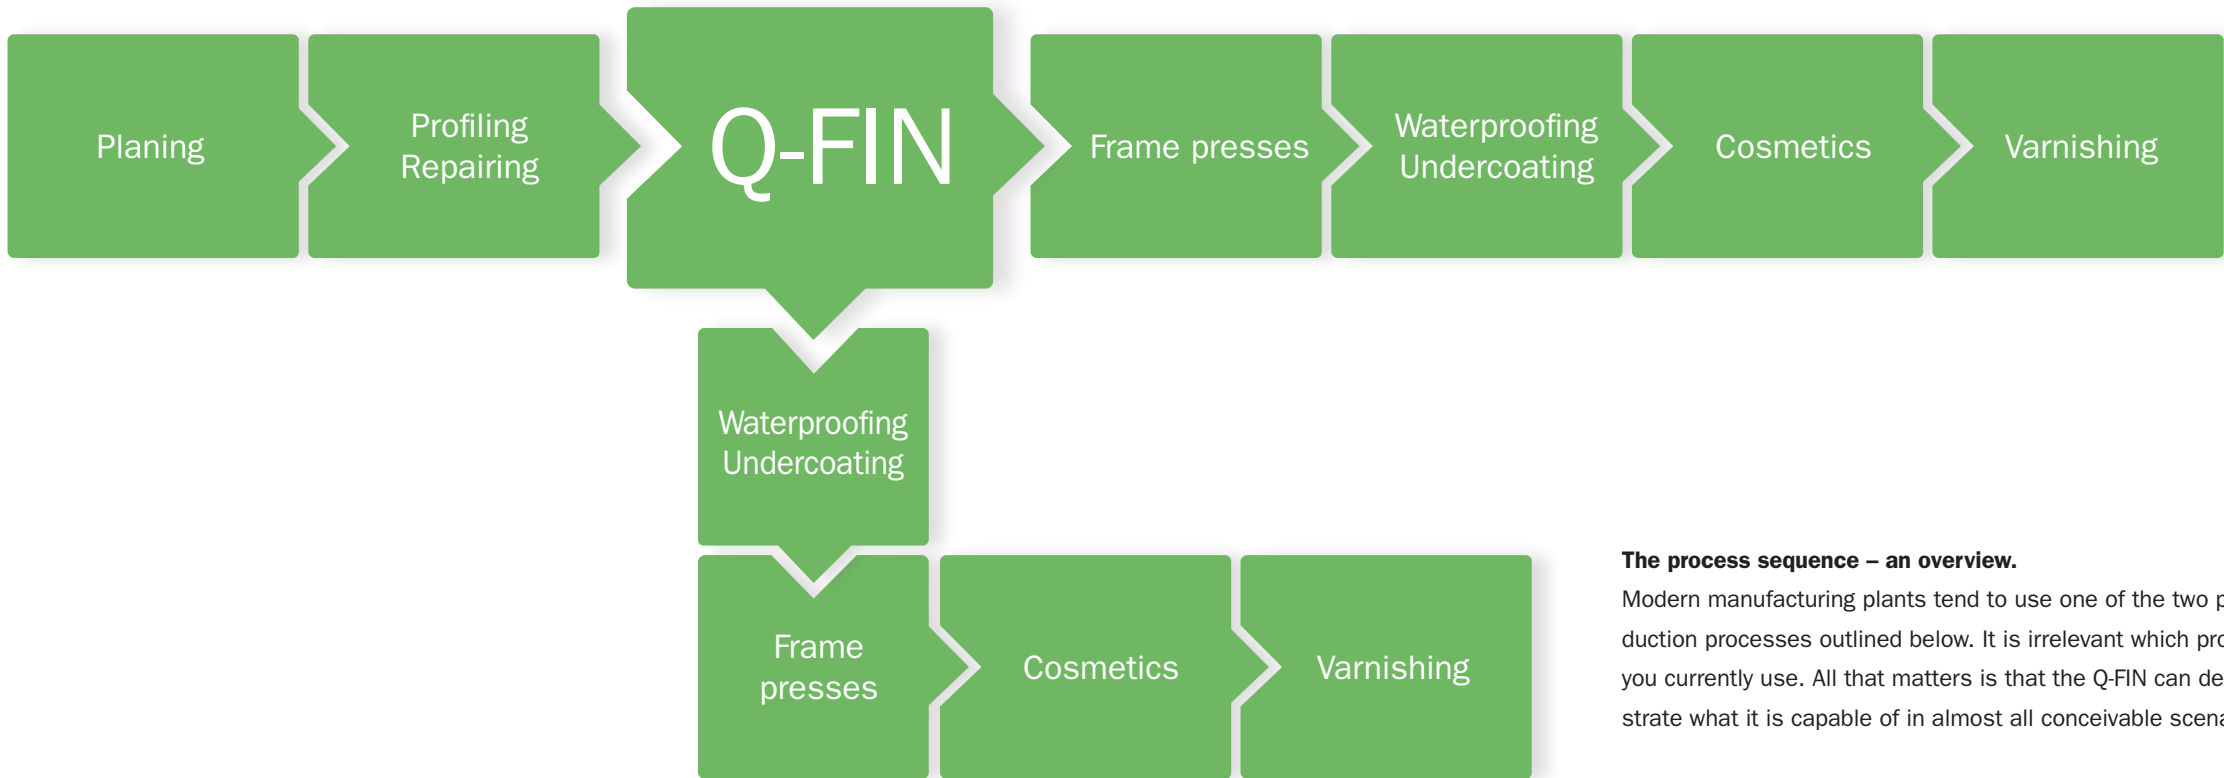 Planing
Profiling
Repairing
Q-FIN
Frame presses
Waterproofing
Undercoating
Cosmetics
Varnishing
Waterproofing
Undercoating
Frame
presses
Cosmetics
Varnishing
The process sequence – an overview.
Modern manufacturing plants tend to use one of the two p
duction processes outlined below. It is irrelevant which pro
you currently use. All that matters is that the Q-FIN can de
strate what it is capable of in almost all conceivable scena